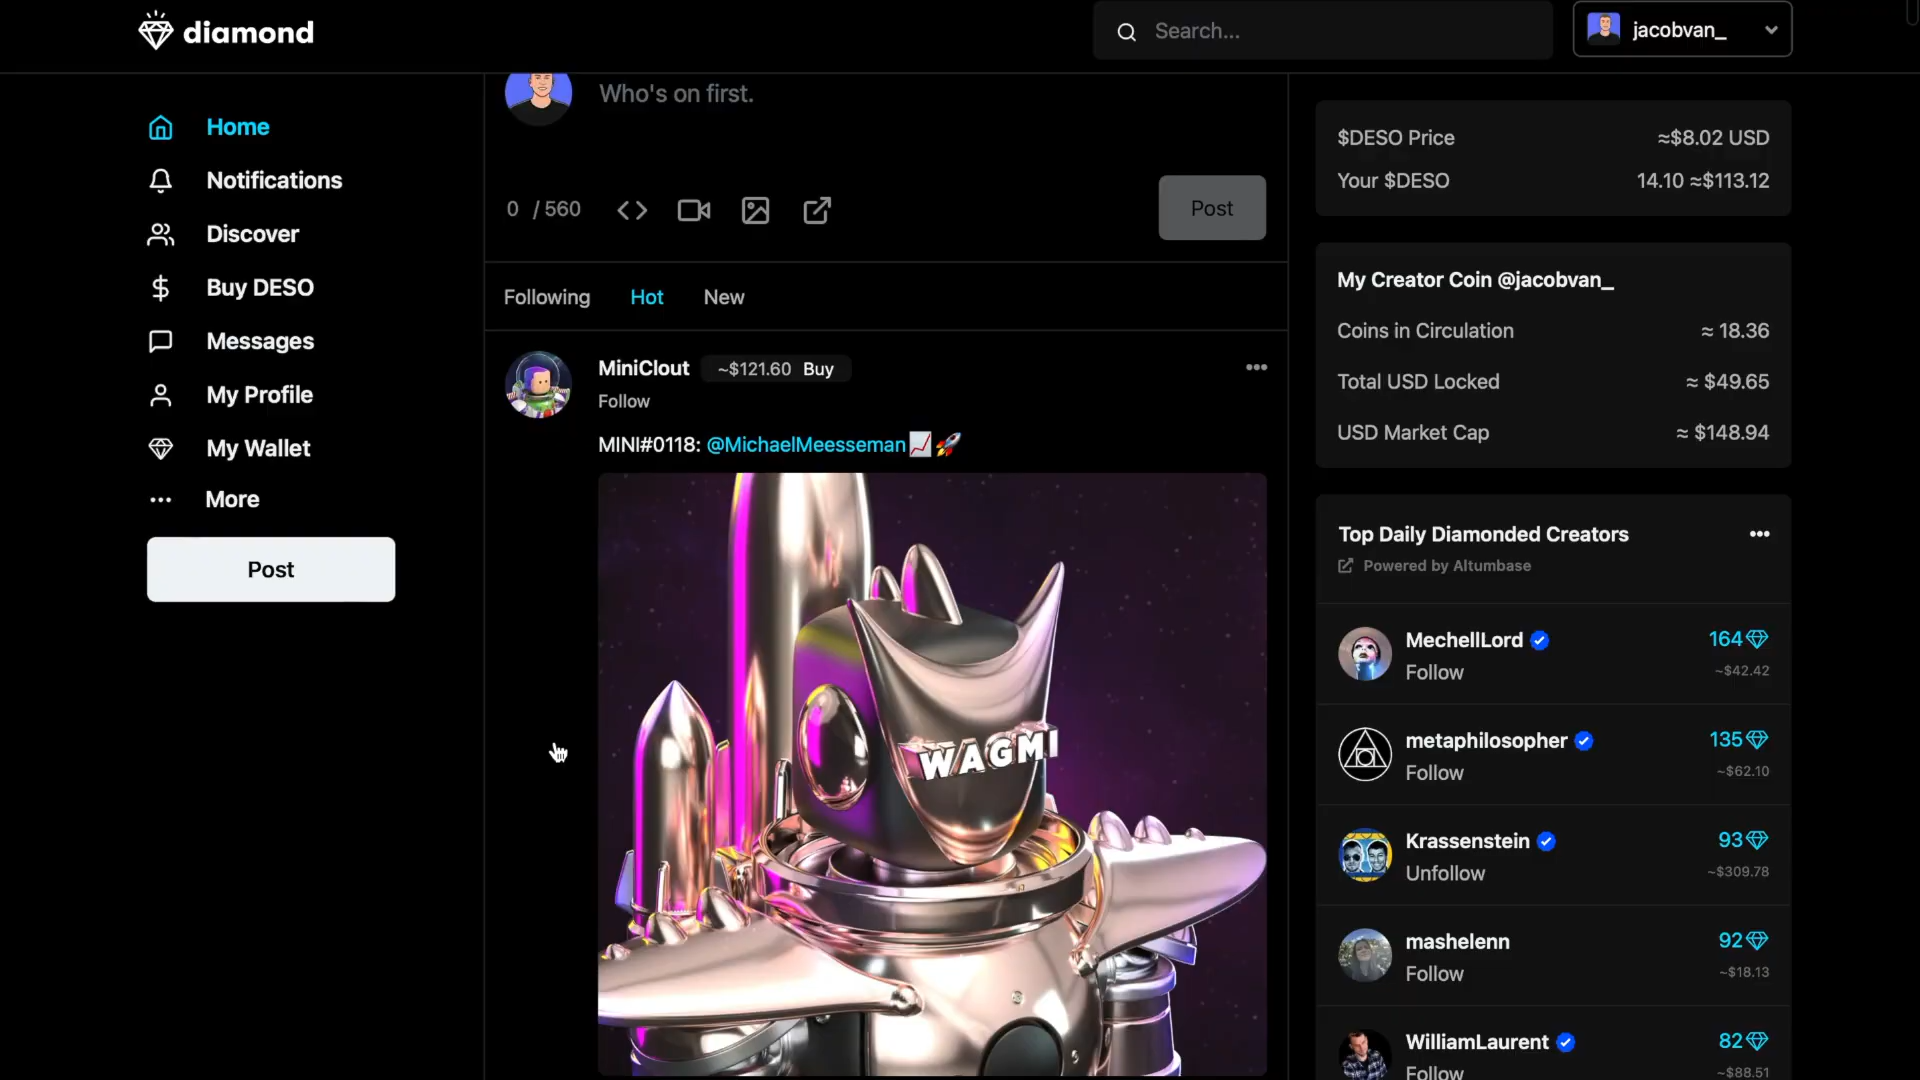 diamond
Search...
jacobvan_
Home
Notifications
Discover
Buy DESO
Messages
My Profile
My Wallet
More
Post
Who's on first.
0 / 560
Post
Following Hot New
MiniClout ~$121.60 Buy
Follow
MINI#0118: @MichaelMeesseman📈🚀
WAGMI
$DESO Price ≈$8.02 USD
Your $DESO 14.10 ≈$113.12
My Creator Coin @jacobvan_
Coins in Circulation ≈ 18.36
Total USD Locked ≈ $49.65
USD Market Cap ≈ $148.94
Top Daily Diamonded Creators
Powered by Altumbase
MechellLord 164
Follow ~$42.42
metaphilosopher 135
Follow ~$62.10
Krassenstein 93
Unfollow ~$309.78
mashelenn 92
Follow ~$18.13
WilliamLaurent 82
Follow ~$88.51